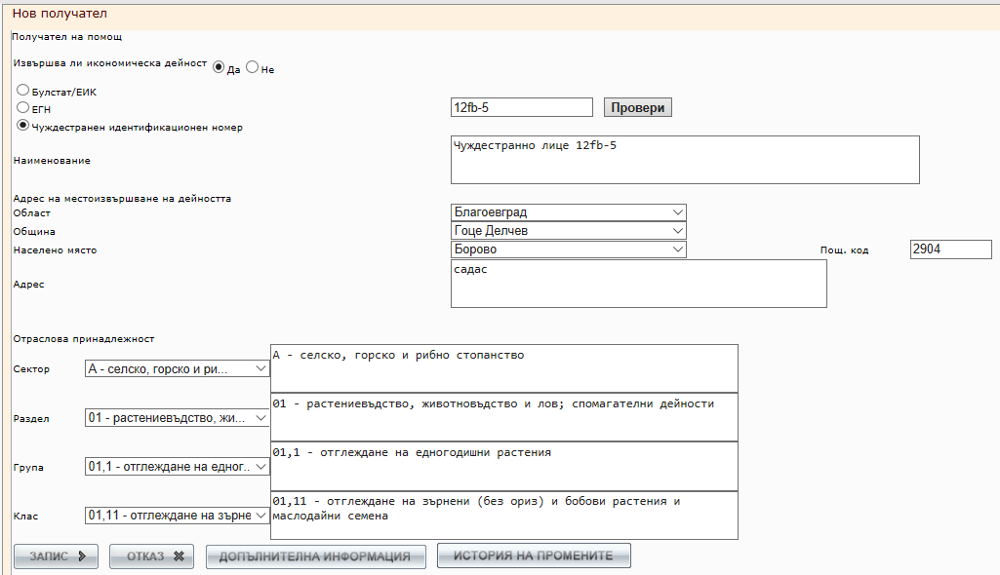 Нов получател
Получател на помощ
Извършва ли икономическа дейност Да Не
Булстат/ЕИК
ЕГН
12fb-5 Провери
Чуждестранен идентификационен номер
Наименование
Чуждестранно лице 12fb-5
Адрес на местоизвършване на дейността
Област Благоевград
Община Гоце Делчев
Населено място Борово Пощ. код 2904
Адрес
садас
Отраслова принадлежност
Сектор A - селско, горско и ри... A - селско, горско и рибно стопанство
Раздел 01 - растениевъдство, жи... 01 - растениевъдство, животновъдство и лов; спомагателни дейности
Група 01,1 - отглеждане на едног.. 01,1 - отглеждане на едногодишни растения
Клас 01,11 - отглеждане на зърне 01,11 - отглеждане на зърнени (без ориз) и бобови растения и
маслодайни семена
ЗАПИС ОТКАЗ ДОПЪЛНИТЕЛНА ИНФОРМАЦИЯ ИСТОРИЯ НА ПРОМЕНИТЕ